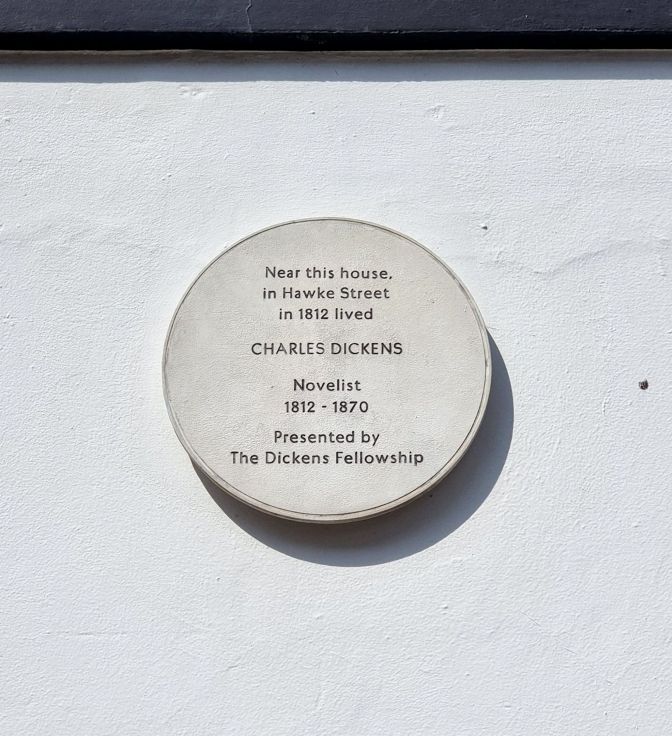 Near this house,
in Hawke Street
in 1812 lived
CHARLES DICKENS
Novelist
1812 - 1870
Presented by
The Dickens Fellowship